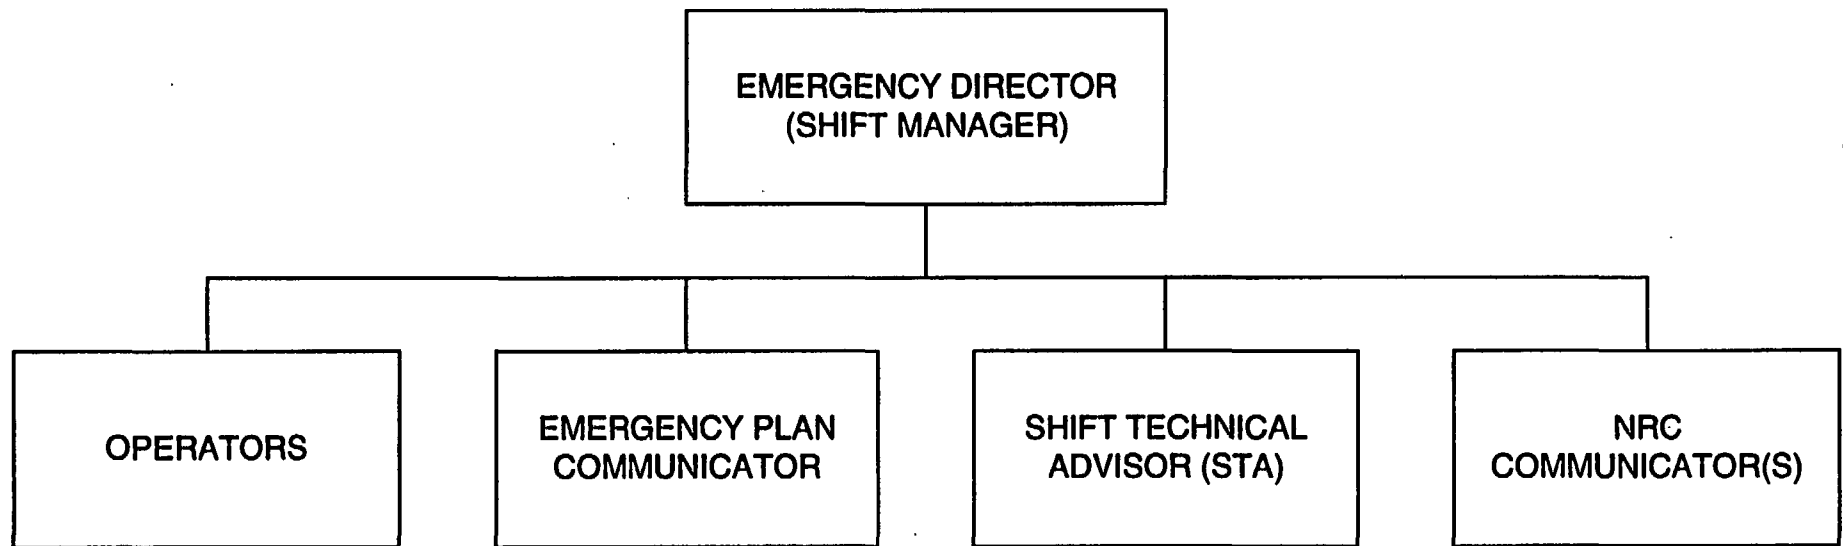 EMERGENCY DIRECTOR
(SHIFT MANAGER)
OPERATORS
EMERGENCY PLAN
COMMUNICATOR
SHIFT TECHNICAL
ADVISOR (STA)
NRC
COMMUNICATOR(S)